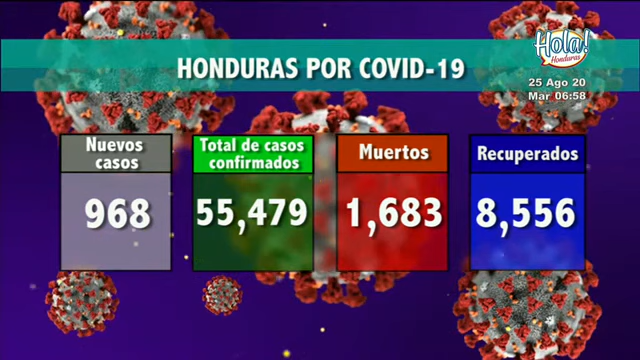 Hola!
Honduras
HONDURAS POR COVID-19
25 Ago 20
Mar 06:58
Nuevos
casos
968
Total de casos
confirmados
55,479
Muertos
1,683
Recuperados
8,556